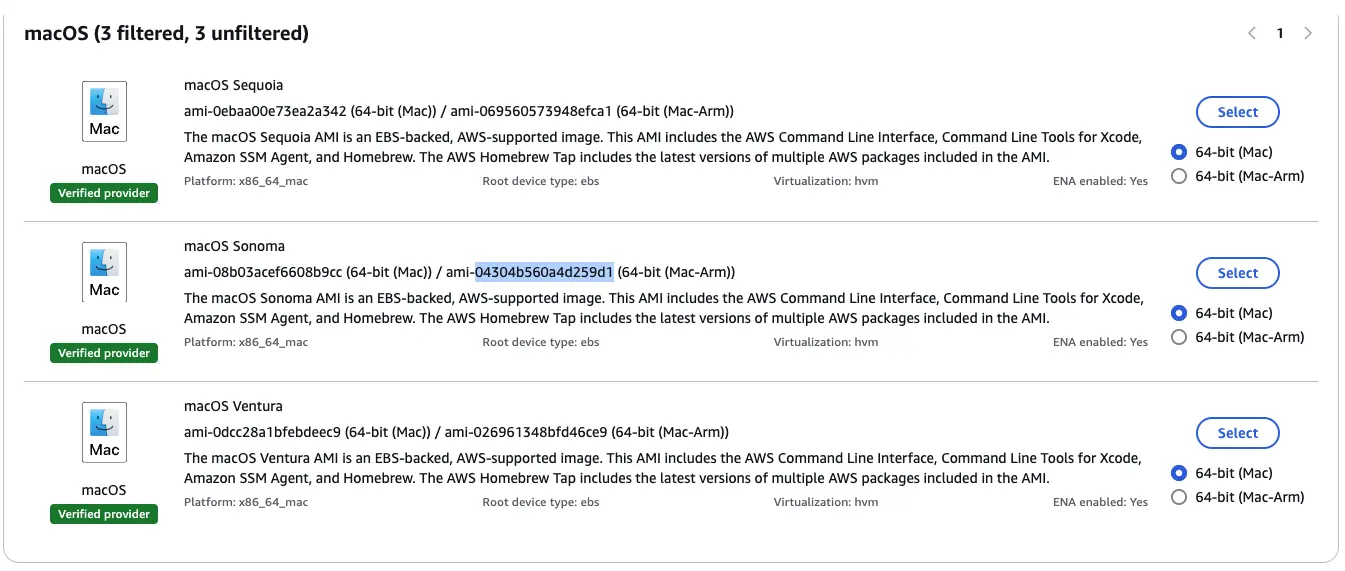 macOS (3 filtered, 3 unfiltered)
1
macOS Sequoia
ami-0ebaa00e73ea2a342 (64-bit (Mac)) / ami-069560573948efca1 (64-bit (Mac-Arm))
Select
Mac
The macOS Sequoia AMI is an EBS-backed, AWS-supported image. This AMI includes the AWS Command Line Interface, Command Line Tools for Xcode,
64-bit (Mac)
Amazon SSM Agent, and Homebrew. The AWS Homebrew Tap includes the latest versions of multiple AWS packages included in the AMI.
macOS
64-bit (Mac-Arm)
Platform: x86_64_mac Root device type: ebs Virtualization: hvm ENA enabled: Yes
Verified provider
macOS Sonoma
ami-08b03acef6608b9cc (64-bit (Mac)) / ami-04304b560a4d259d1 (64-bit (Mac-Arm))
Select
Mac
The macOS Sonoma AMI is an EBS-backed, AWS-supported image. This AMI includes the AWS Command Line Interface, Command Line Tools for Xcode,
64-bit (Mac)
Amazon SSM Agent, and Homebrew. The AWS Homebrew Tap includes the latest versions of multiple AWS packages included in the AMI.
macOS
64-bit (Mac-Arm)
Platform: x86_64_mac Root device type: ebs Virtualization: hvm ENA enabled: Yes
Verified provider
macOS Ventura
ami-0dcc28a1bfebdeec9 (64-bit (Mac)) / ami-026961348bfd46ce9 (64-bit (Mac-Arm))
Select
Mac
The macOS Ventura AMI is an EBS-backed, AWS-supported image. This AMI includes the AWS Command Line Interface, Command Line Tools for Xcode,
64-bit (Mac)
Amazon SSM Agent, and Homebrew. The AWS Homebrew Tap includes the latest versions of multiple AWS packages included in the AMI.
macOS
64-bit (Mac-Arm)
Platform: x86_64_mac Root device type: ebs Virtualization: hvm ENA enabled: Yes
Verified provider